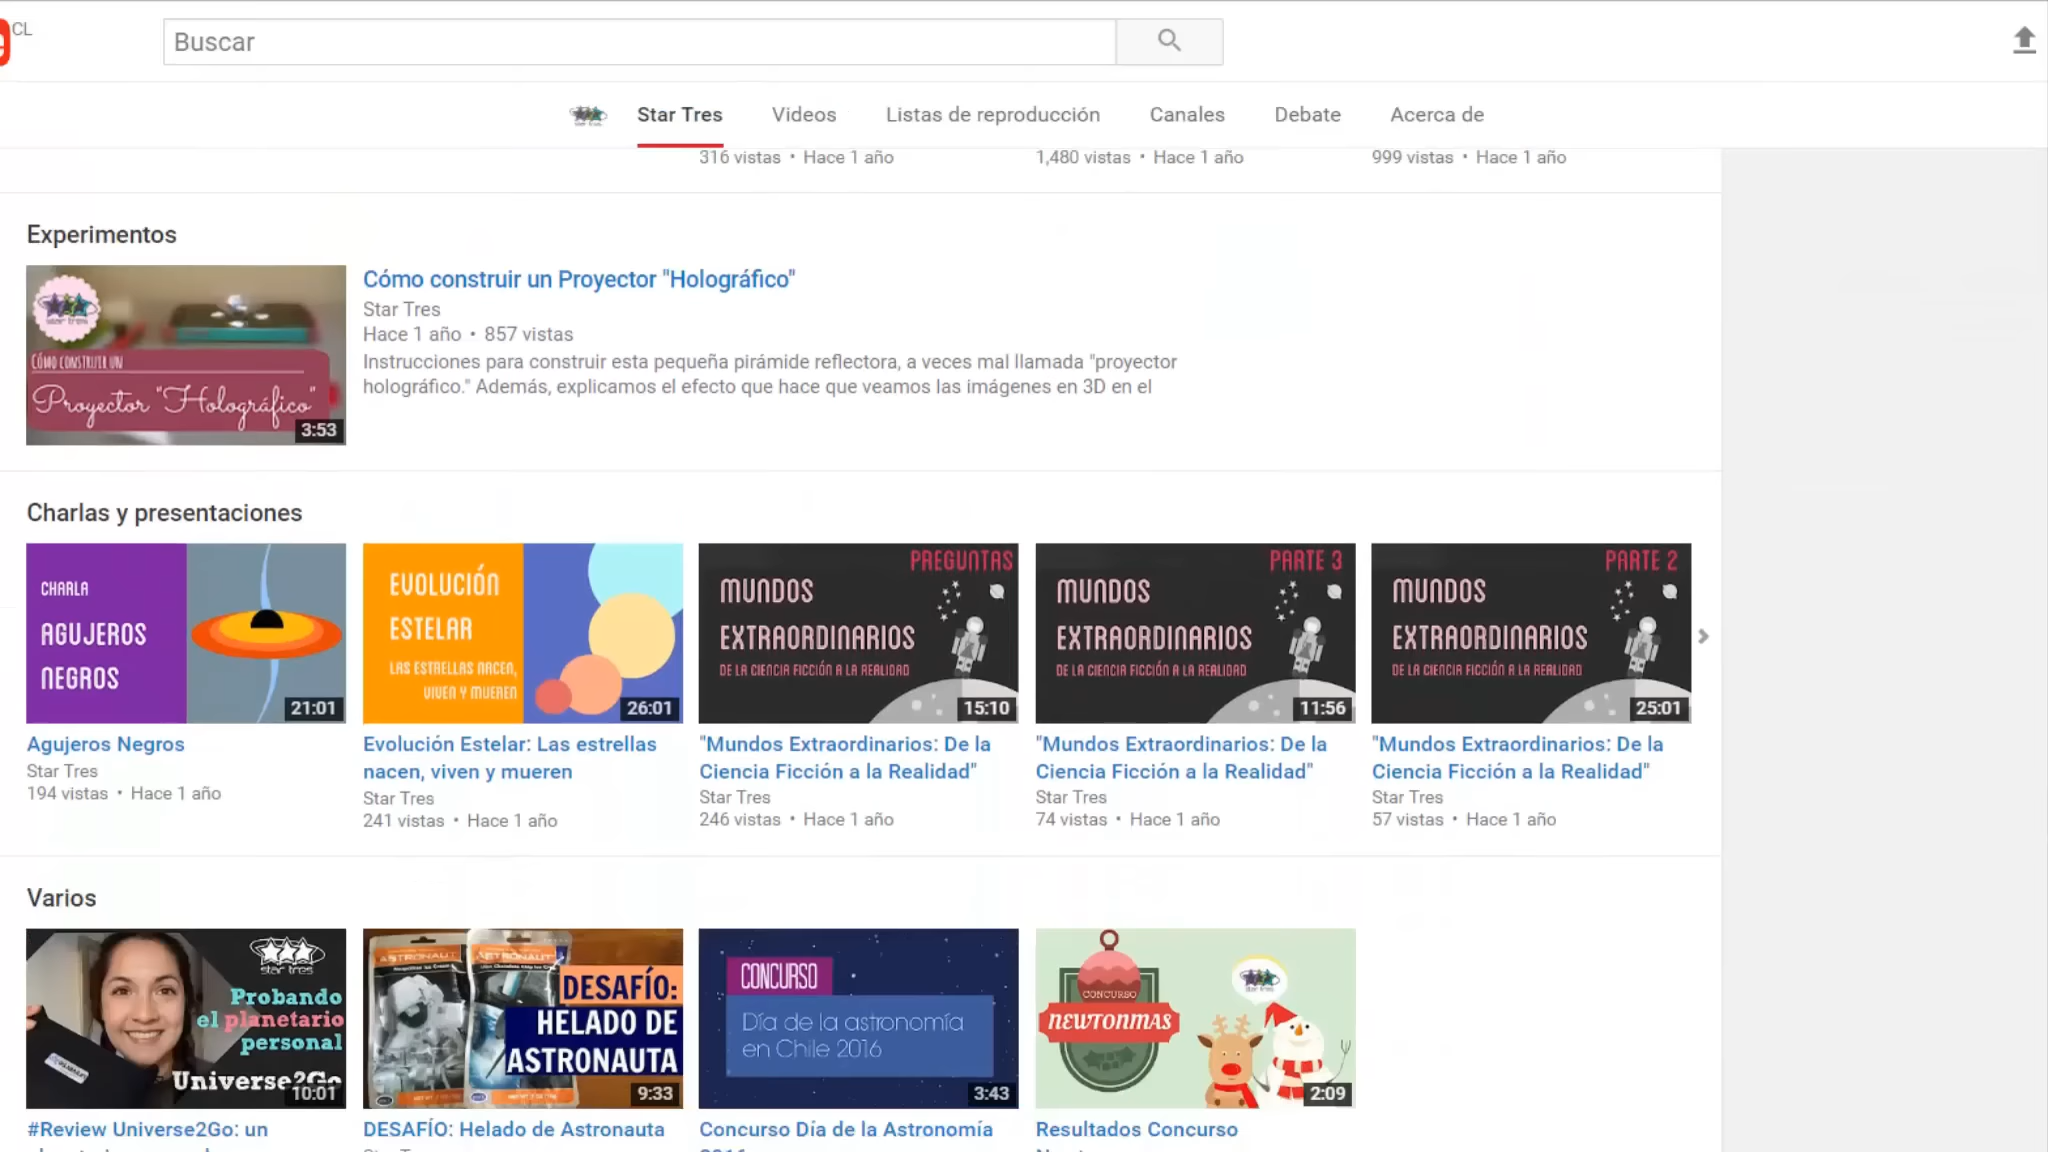 CL
Buscar
Star Tres
Vídeos
Listas de reproducción
Canales
Debate
Acerca de
316 vistas • Hace 1 año
1,480 vistas • Hace 1 año
999 vistas • Hace 1 año
Experimentos
star tres
CÓMO CONSTRUIR UN
Proyector "Holográfico"
3:53
Cómo construir un Proyector "Holográfico"
Star Tres
Hace 1 año • 857 vistas
Instrucciones para construir esta pequeña pirámide reflectora, a veces mal llamada "proyector
holográfico." Además, explicamos el efecto que hace que veamos las imágenes en 3D en el
Charlas y presentaciones
CHARLA
AGUJEROS
NEGROS
21:01
Agujeros Negros
Star Tres
194 vistas • Hace 1 año
EVOLUCIÓN
ESTELAR
LAS ESTRELLAS NACEN,
VIVEN Y MUEREN
26:01
Evolución Estelar: Las estrellas
nacen, viven y mueren
Star Tres
241 vistas • Hace 1 año
PREGUNTAS
MUNDOS
EXTRAORDINARIOS
DE LA CIENCIA FICCIÓN A LA REALIDAD
15:10
"Mundos Extraordinarios: De la
Ciencia Ficción a la Realidad"
Star Tres
246 vistas • Hace 1 año
PARTE 3
MUNDOS
EXTRAORDINARIOS
DE LA CIENCIA FICCIÓN A LA REALIDAD
11:56
"Mundos Extraordinarios: De la
Ciencia Ficción a la Realidad"
Star Tres
74 vistas • Hace 1 año
PARTE 2
MUNDOS
EXTRAORDINARIOS
DE LA CIENCIA FICCIÓN A LA REALIDAD
25:01
"Mundos Extraordinarios: De la
Ciencia Ficción a la Realidad"
Star Tres
57 vistas • Hace 1 año
Varios
star tres
Probando
el planetario
personal
Universe2Go
10:01
#Review Universe2Go: un
ASTRONAUT
ASTRONAUT
DESAFÍO:
HELADO DE
ASTRONAUTA
9:33
DESAFÍO: Helado de Astronauta
CONCURSO
Día de la astronomía
en Chile 2016
3:43
Concurso Día de la Astronomía
CONCURSO
NEWTONMAS
star tres
2:09
Resultados Concurso